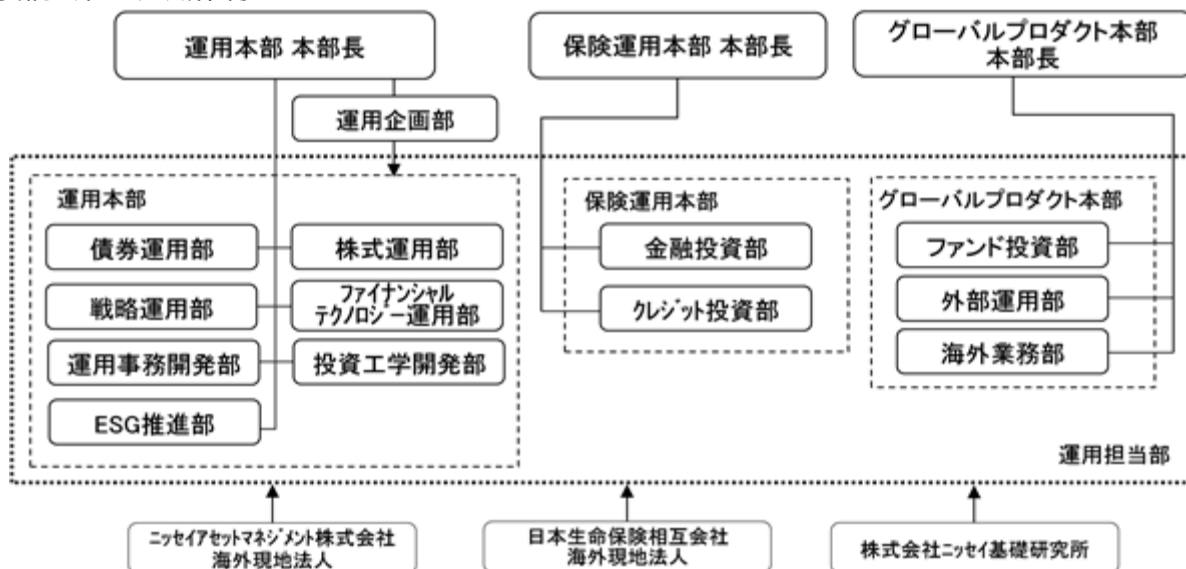 運用本部 本部長
保険運用本部 本部長
グローバルプロダクト本部
本部長
運用企画部
運用本部
債券運用部
株式運用部
戦略運用部
ファイナンシャル
テクノロジー運用部
運用事務開発部
投資工学開発部
ESG推進部
保険運用本部
金融投資部
クレジット投資部
グローバルプロダクト本部
ファンド投資部
外部運用部
海外業務部
運用担当部
ニッセイアセットマネジメント株式会社
海外現地法人
日本生命保険相互会社
海外現地法人
株式会社ニッセイ基礎研究所